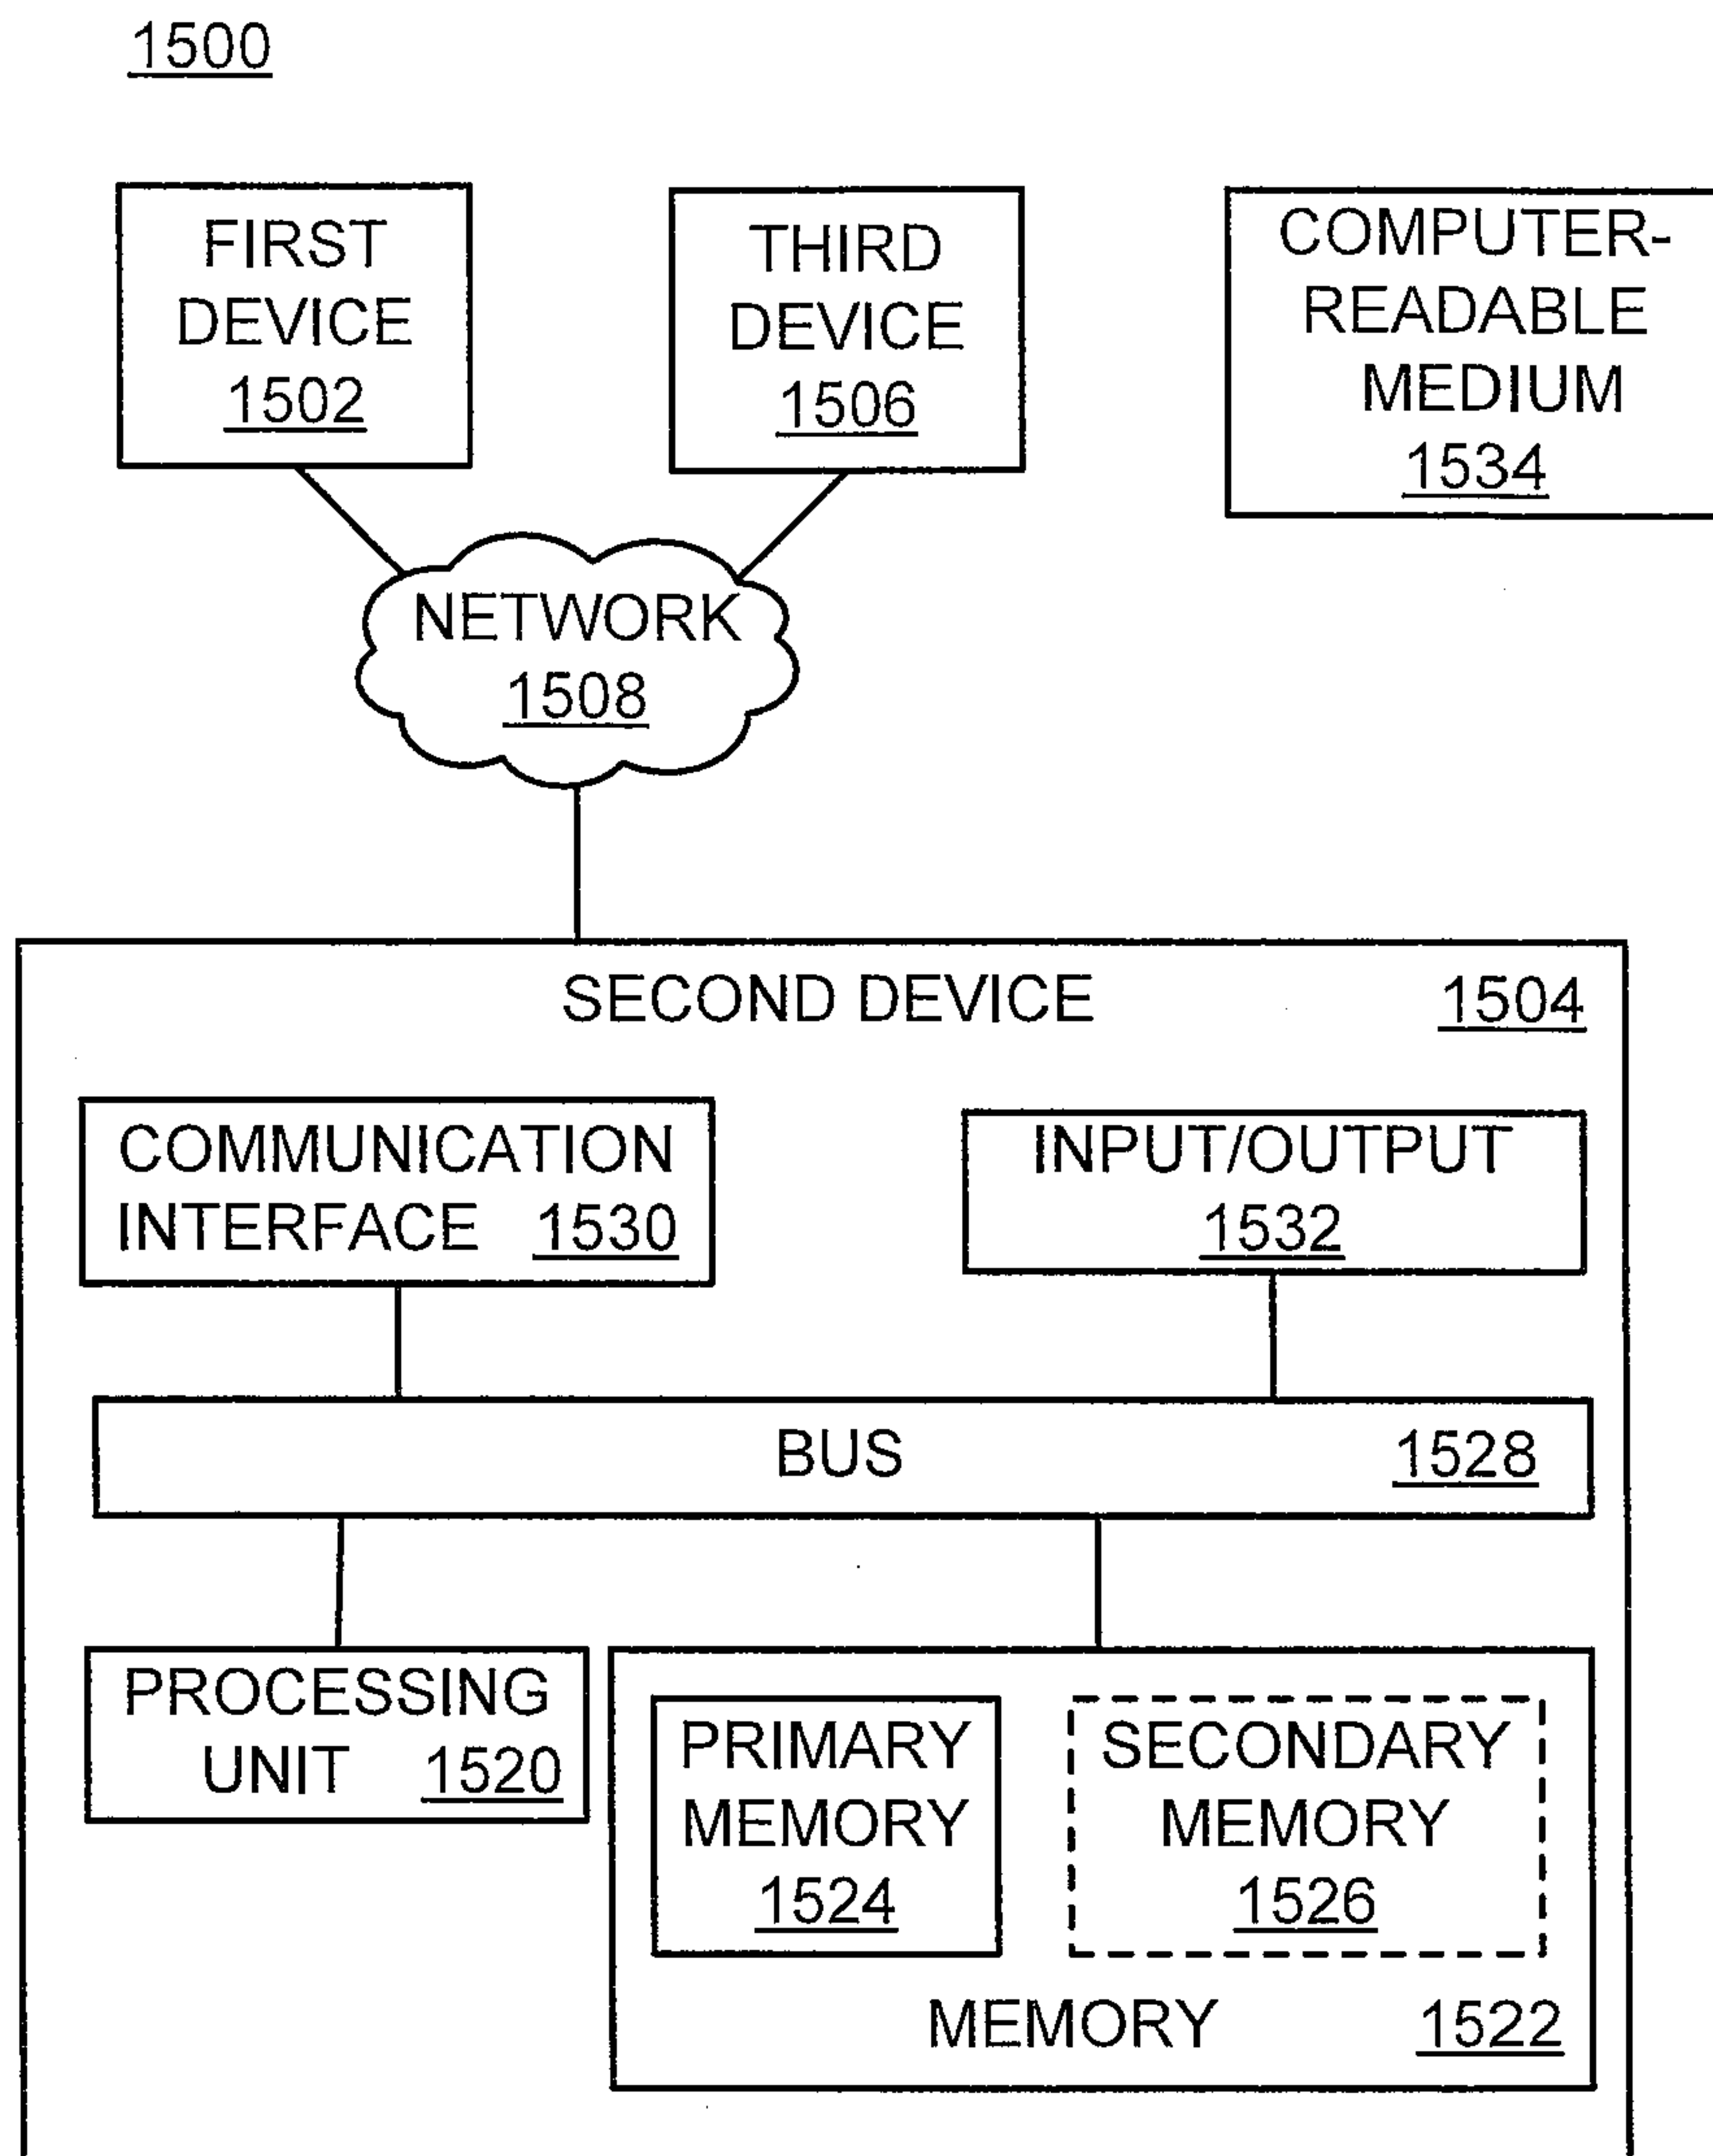 1500
FIRST
DEVICE
1502
THIRD
DEVICE
1506
COMPUTER-
READABLE
MEDIUM
1534
NETWORK
1508
SECOND DEVICE 1504
COMMUNICATION
INTERFACE 1530
INPUT/OUTPUT
1532
BUS 1528
PROCESSING
UNIT 1520
PRIMARY
MEMORY
1524
SECONDARY
MEMORY
1526
MEMORY 1522